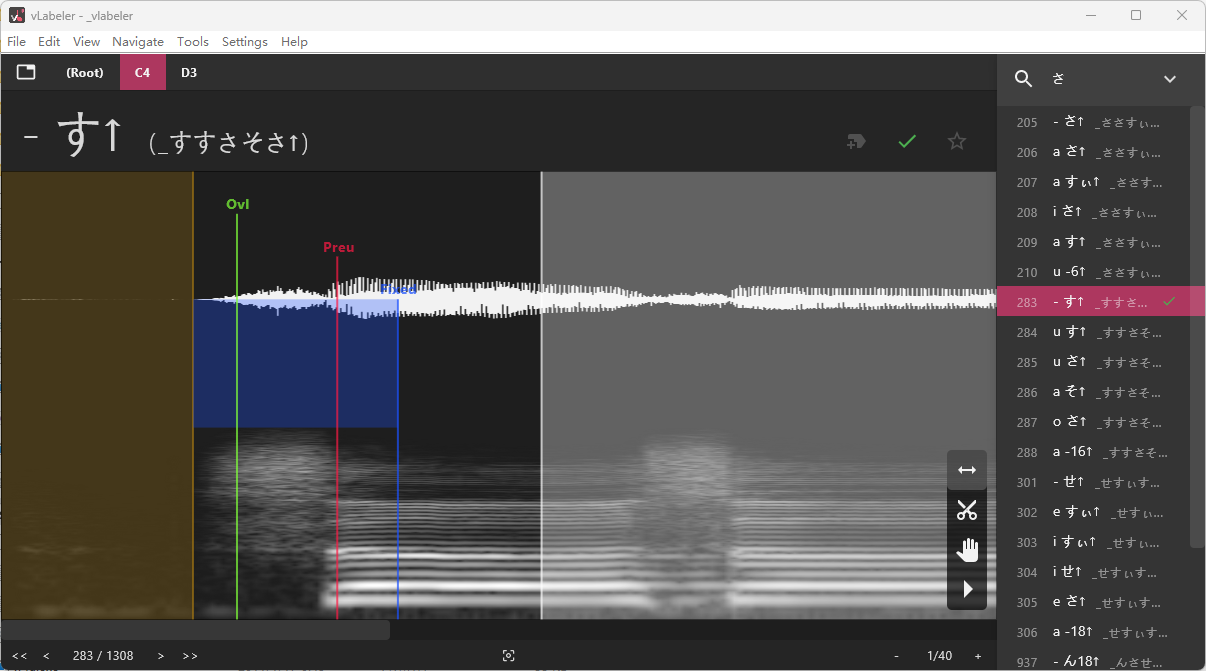 vLabeler - _vlabeler
File Edit View Navigate Tools Settings Help
(Root) C4 D3
さ
- す↑ (_すすさそさ↑)
Ovl
Preu
Fixed
205 - さ↑ _ささすぃ...
206 a さ↑ _ささすぃ...
207 a すぃ↑ _ささす...
208 i さ↑ _ささすぃ...
209 a す↑ _ささすぃ...
210 u -6↑ _ささすぃ...
283 - す↑ _すすさ...
284 u す↑ _すすさそ...
285 u さ↑ _すすさそ...
286 a そ↑ _すすさそ...
287 o さ↑ _すすさそ...
288 a -16↑ _すすさそ...
301 - せ↑ _せすぃす...
302 e すぃ↑ _せすぃ...
303 i すぃ↑ _せすぃ...
304 i せ↑ _せすぃす...
305 e さ↑ _せすぃす...
306 a -18↑ _せすぃす...
937 - ん18↑ _んさせ...
<< < 283 / 1308 > >> - 1/40 +